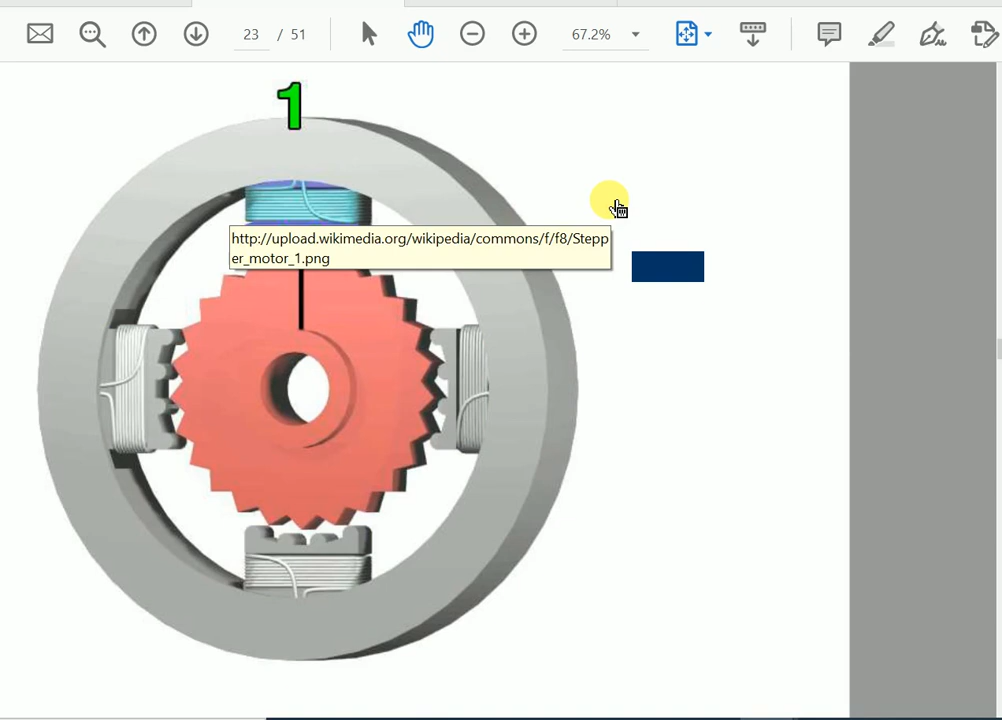 23 / 51
67.2%
1
http://upload.wikimedia.org/wikipedia/commons/f/f8/Stepp
er_motor_1.png